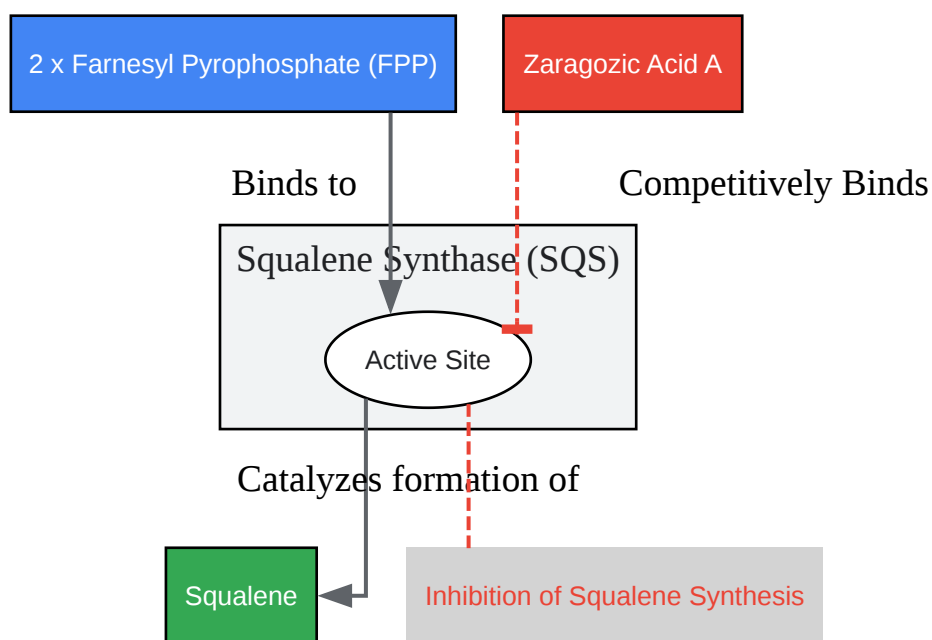 2 x Farnesyl Pyrophosphate (FPP)
Zaragozic Acid A
Binds to
Competitively Binds
Squalene Synthase (SQS)
Active Site
Catalyzes formation of
Squalene
Inhibition of Squalene Synthesis